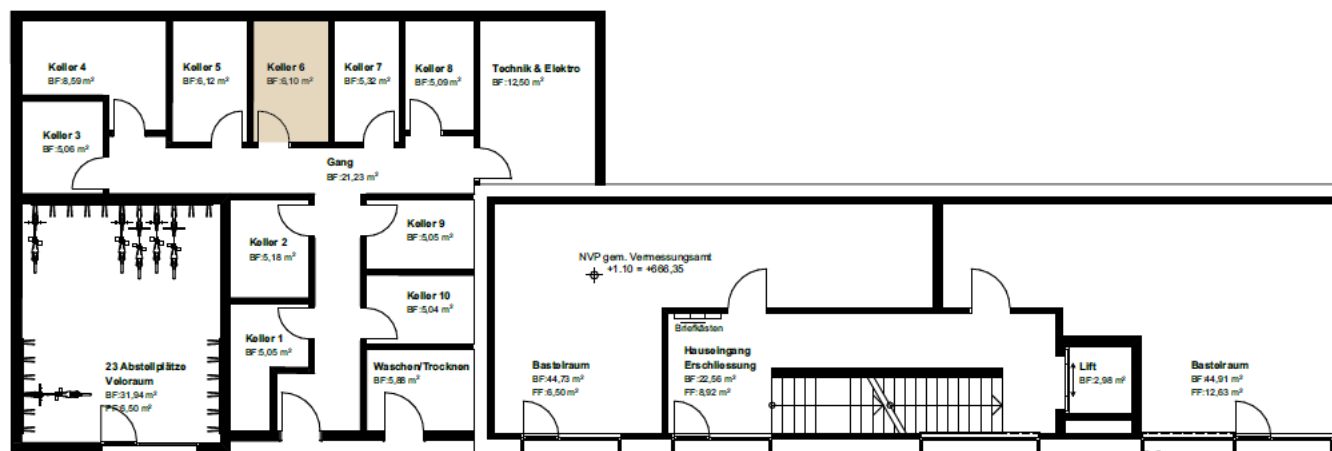 Keller 4
BF:8,59 m²
Keller 5
BF:6,12 m²
Keller 6
BF:6,10 m²
Keller 7
BF:5,32 m²
Keller 8
BF:5,09 m²
Technik & Elektro
BF:12,50 m²
Keller 3
BF:5,06 m²
Gang
BF:21,23 m²
Keller 2
BF:5,18 m²
Keller 9
BF:5,05 m²
Keller 10
BF:5,04 m²
Keller 1
BF:5,05 m²
Waschen/Trocknen
BF:5,88 m²
23 Abstellplätze
Veloraum
BF:31,94 m²
FF:6,50 m²
NVP gem. Vermessungsamt
+1.10 = +666,35
Briefkästen
Bastelraum
BF:44,73 m²
FF:6,50 m²
Hauseingang
Erschliessung
BF:22,56 m²
FF:8,92 m²
Lift
BF:2,98 m²
Bastelraum
BF:44,91 m²
FF:12,63 m²